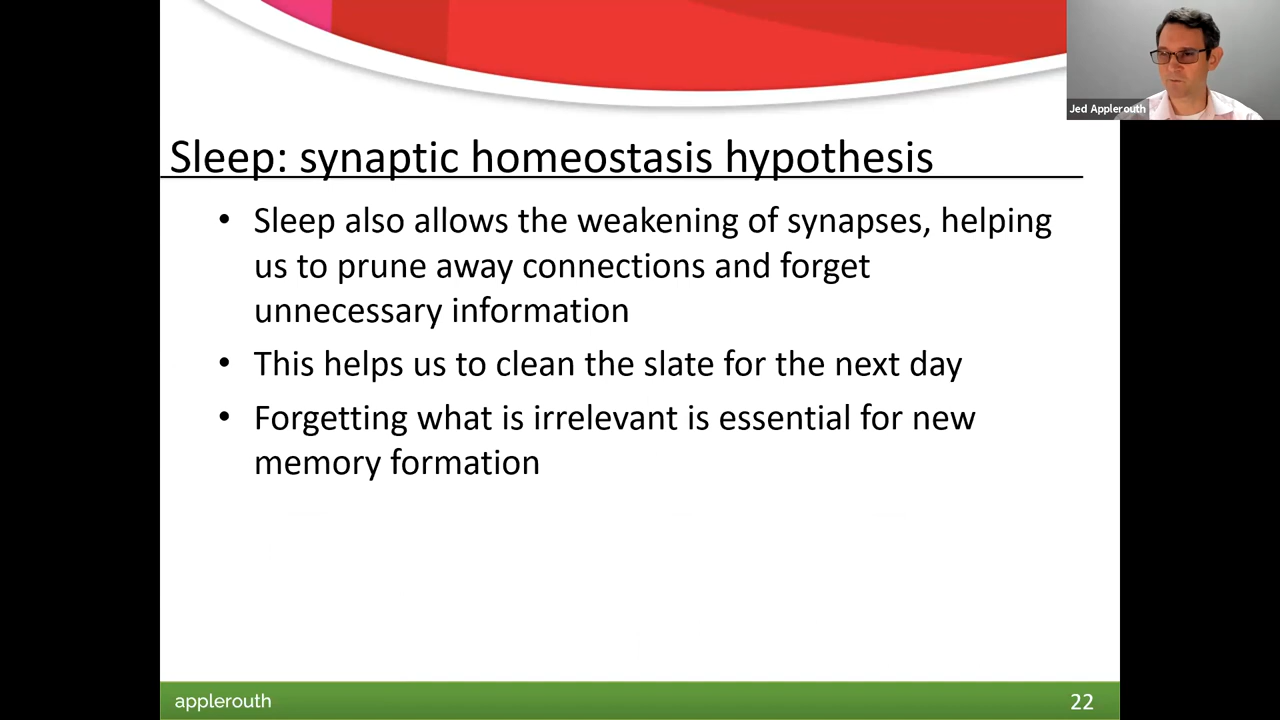 Jed Applerouth
Sleep: synaptic homeostasis hypothesis
• Sleep also allows the weakening of synapses, helping
us to prune away connections and forget
unnecessary information
• This helps us to clean the slate for the next day
• Forgetting what is irrelevant is essential for new
memory formation
applerouth
22